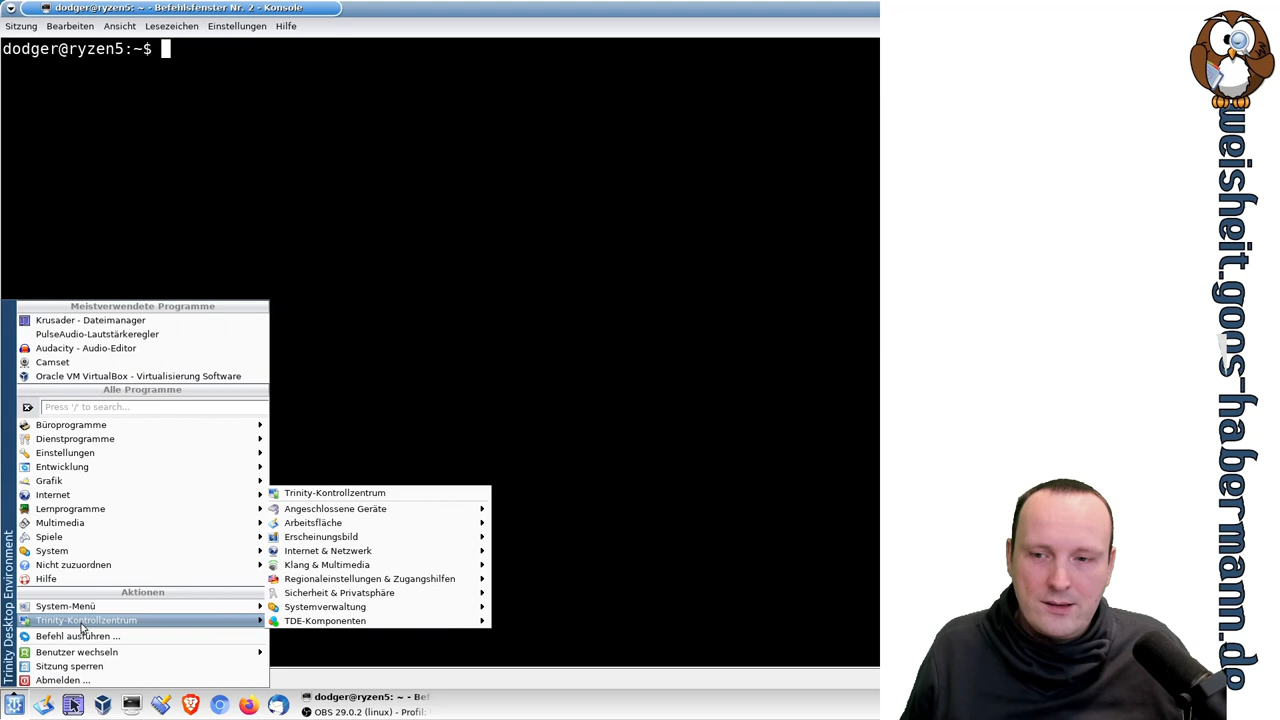 dodger@ryzen5: ~ - Befehlsfenster Nr. 2 - Konsole
Sitzung Bearbeiten Ansicht Lesezeichen Einstellungen Hilfe
dodger@ryzen5:~$
Meistverwendete Programme
Krusader - Dateimanager
PulseAudio-Lautstärkeregler
Audacity - Audio-Editor
Camset
Oracle VM VirtualBox - Virtualisierung Software
Alle Programme
Press '/' to search...
Büroprogramme
Dienstprogramme
Einstellungen
Entwicklung
Grafik
Internet
Lernprogramme
Multimedia
Spiele
System
Nicht zuzuordnen
Hilfe
Aktionen
System-Menü
Trinity-Kontrollzentrum
Befehl ausführen ...
Benutzer wechseln
Sitzung sperren
Abmelden ...
Trinity Desktop Environment
Trinity-Kontrollzentrum
Angeschlossene Geräte
Arbeitsfläche
Erscheinungsbild
Internet & Netzwerk
Klang & Multimedia
Regionaleinstellungen & Zugangshilfen
Sicherheit & Privatsphäre
Systemverwaltung
TDE-Komponenten
dodger@ryzen5: ~ - Bef
OBS 29.0.2 (linux) - Profil:
weisheit.gons-habermann.de